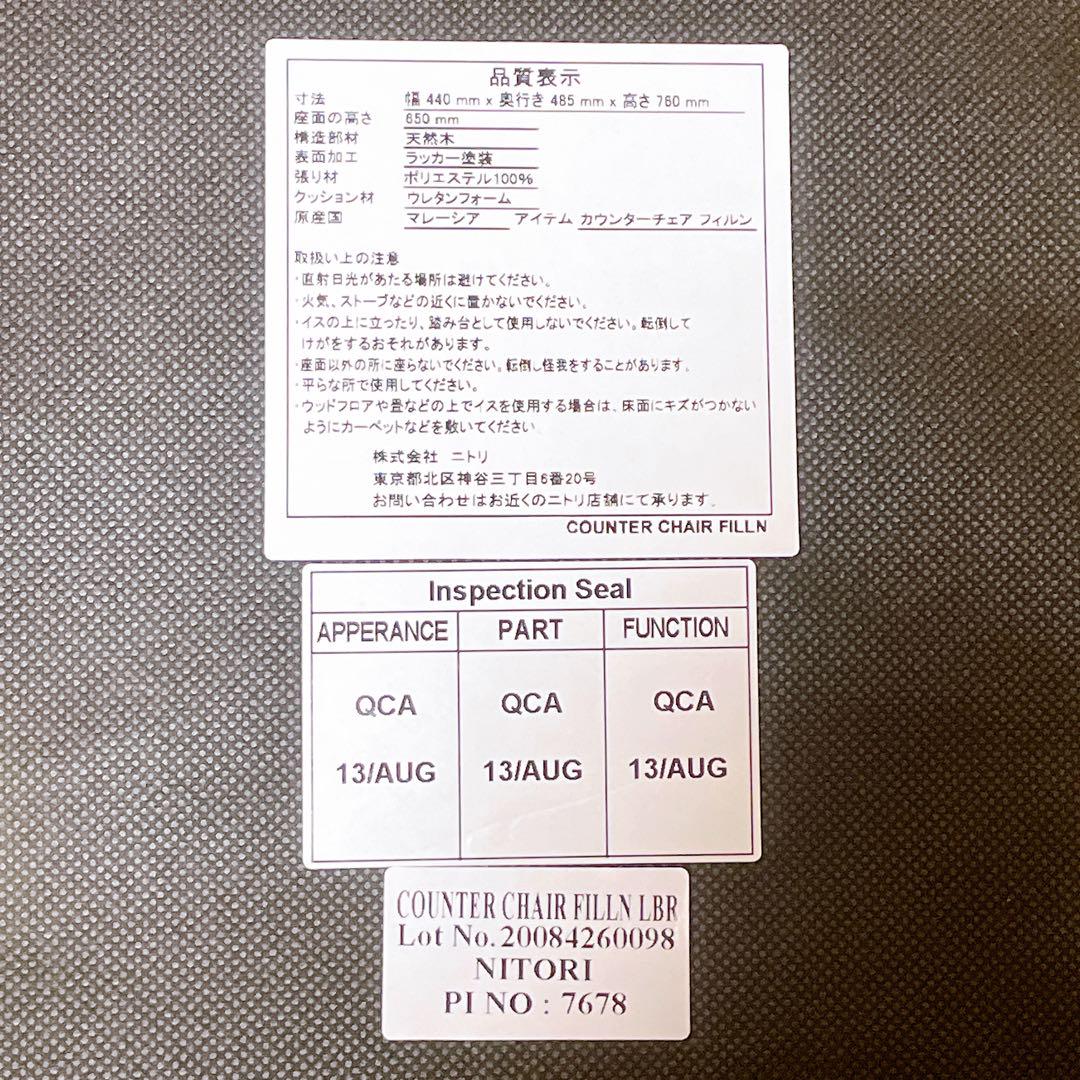 品質表示
寸法 幅 440 mm x 奥行き 485 mm x 高さ 760 mm
座面の高さ 650 mm
構造部材 天然木
表面加工 ラッカー塗装
張り材 ポリエステル100%
クッション材 ウレタンフォーム
原産国 マレーシア アイテム カウンターチェア フィルン
取扱い上の注意
・直射日光があたる場所は避けてください。
・火気、ストーブなどの近くに置かないでください。
・イスの上に立ったり、踏み台として使用しないでください。転倒して
けがをするおそれがあります。
・座面以外の所に座らないでください。転倒し怪我をすることがあります。
・平らな所で使用してください。
・ウッドフロアや畳などの上でイスを使用する場合は、床面にキズがつかない
ようにカーペットなどを敷いてください
株式会社 ニトリ
東京都北区神谷三丁目6番20号
お問い合わせはお近くのニトリ店舗にて承ります。
COUNTER CHAIR FILLN
Inspection Seal
APPERANCE PART FUNCTION
QCA QCA QCA
13/AUG 13/AUG 13/AUG
COUNTER CHAIR FILLN LBR
Lot No. 20084260098
NITORI
PI NO : 7678